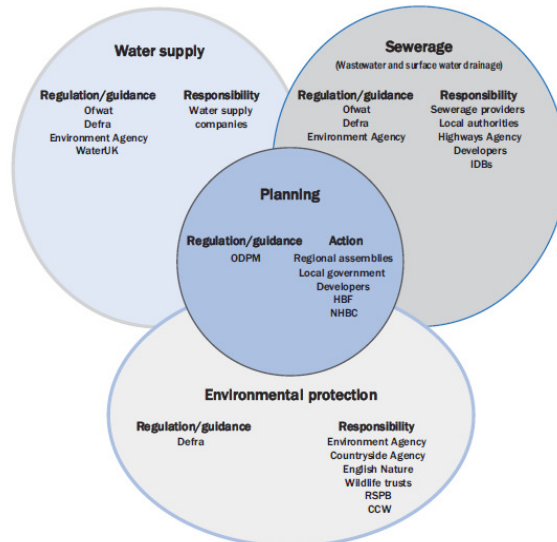 Water supply
Regulation/guidance
Ofwat
Defra
Environment Agency
WaterUK
Responsibility
Water supply
companies
Sewerage
(Wastewater and surface water drainage)
Regulation/guidance
Ofwat
Defra
Environment Agency
Responsibility
Sewerage providers
Local authorities
Highways Agency
Developers
IDBs
Planning
Regulation/guidance
ODPM
Action
Regional assemblies
Local government
Developers
HBF
NHBC
Environmental protection
Regulation/guidance
Defra
Responsibility
Environment Agency
Countryside Agency
English Nature
Wildlife trusts
RSPB
CCW